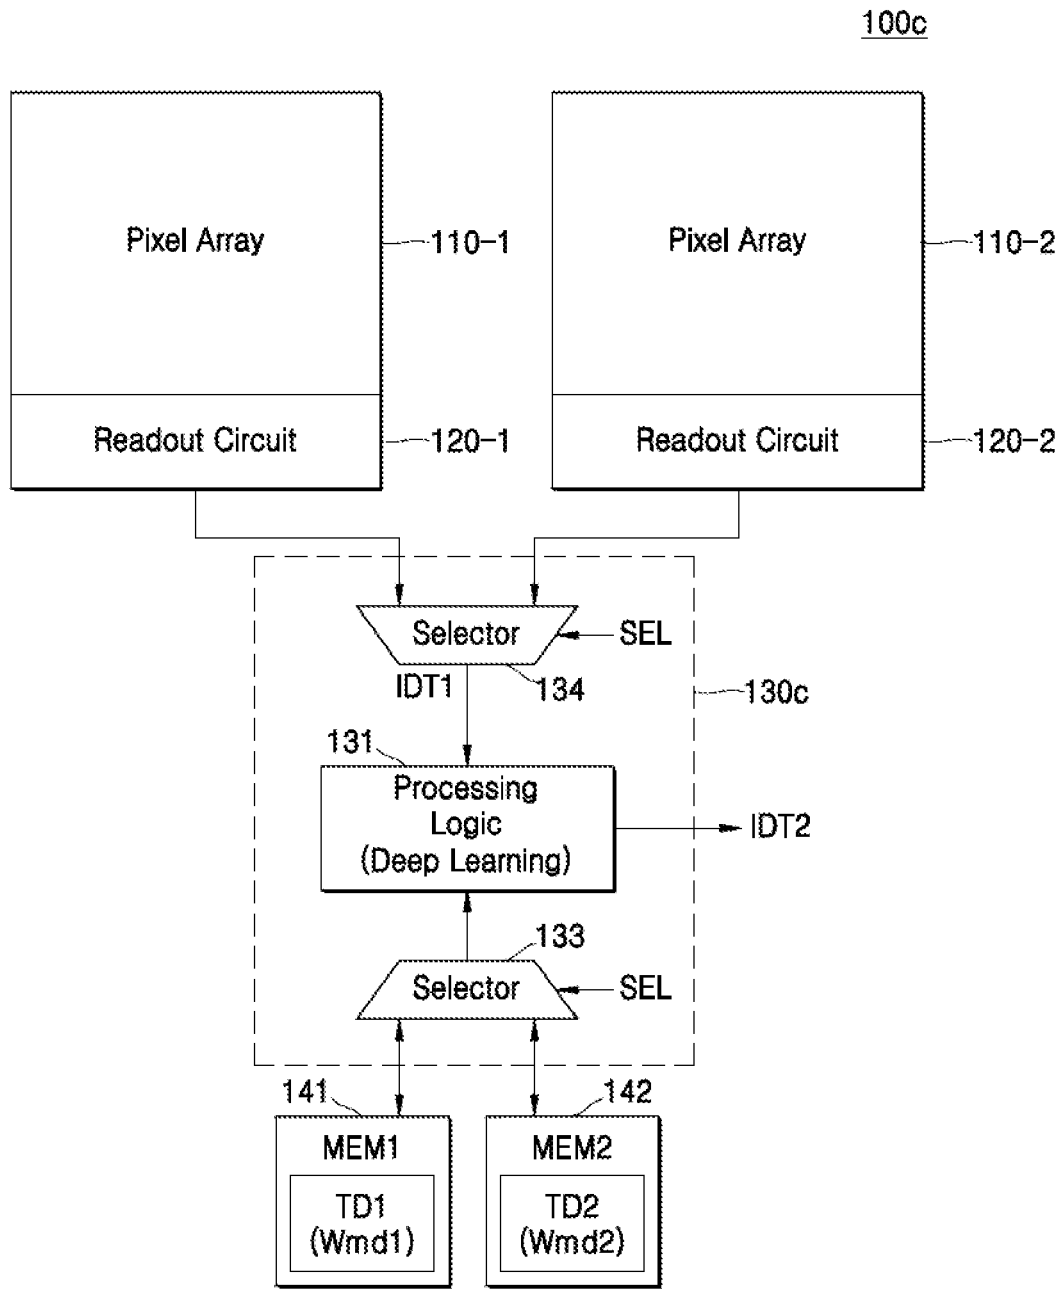 100c
Pixel Array
110-1
Pixel Array
110-2
Readout Circuit
120-1
Readout Circuit
120-2
Selector
SEL
IDT1
134
130c
131
Processing
Logic
(Deep Learning)
IDT2
133
Selector
SEL
141
142
MEM1
MEM2
TD1
(Wmd1)
TD2
(Wmd2)